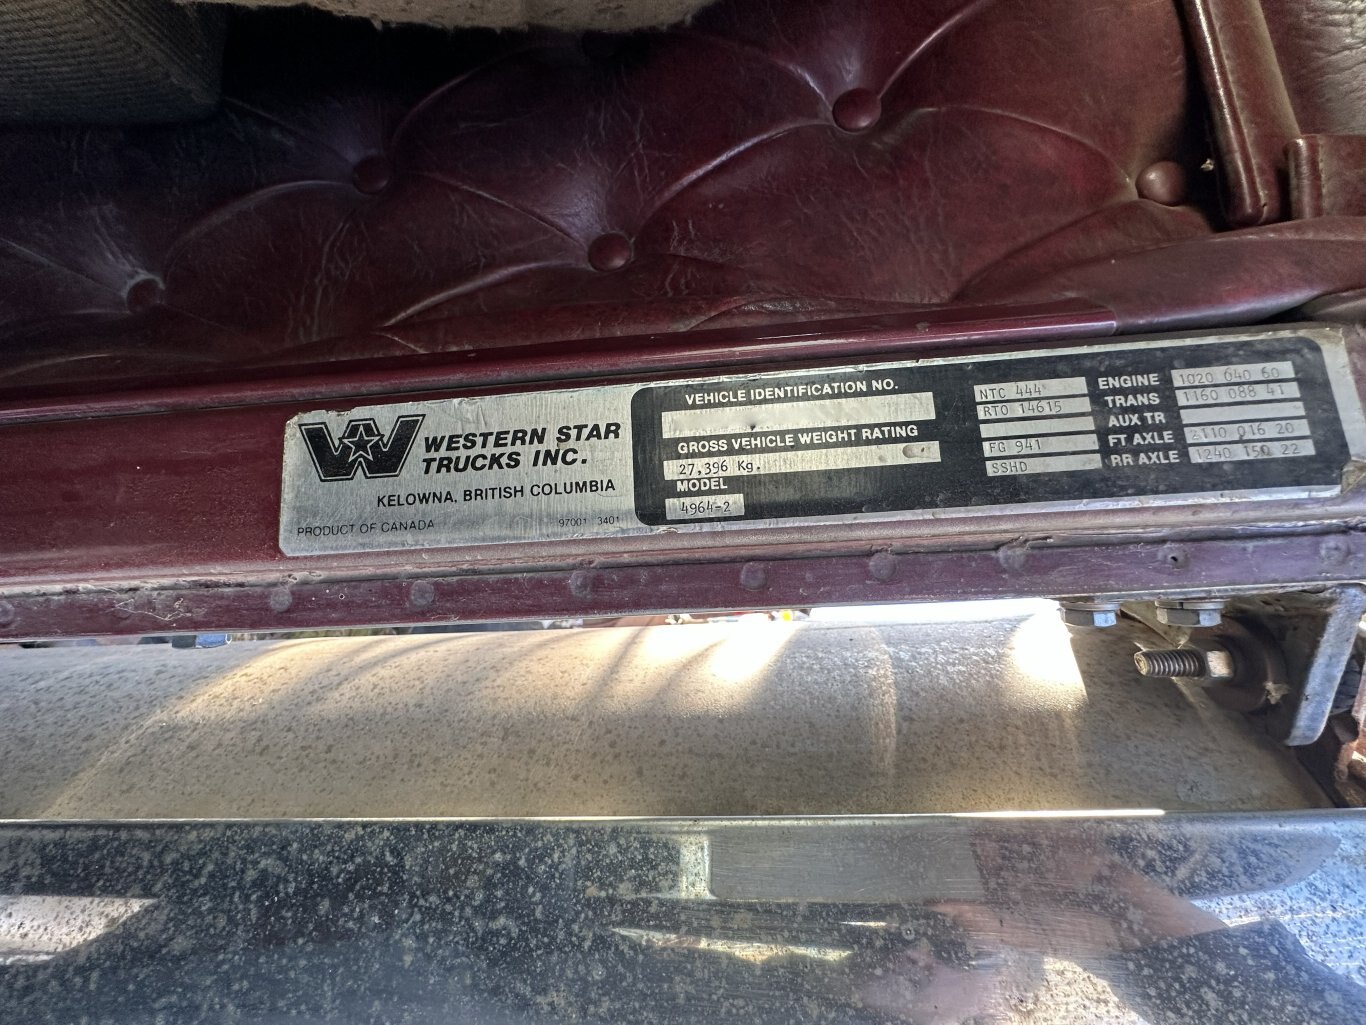 W
WESTERN STAR
TRUCKS INC.
KELOWNA, BRITISH COLUMBIA
PRODUCT OF CANADA
97001 3401
VEHICLE IDENTIFICATION NO.
GROSS VEHICLE WEIGHT RATING
27,396 Kg.
MODEL
4964-2
NTC 444 ENGINE 1020 640 60
RTO 14615 TRANS 1160 088 41
AUX TR
FG 941 FT AXLE 2110 016 20
SSHD RR AXLE 1240 150 22